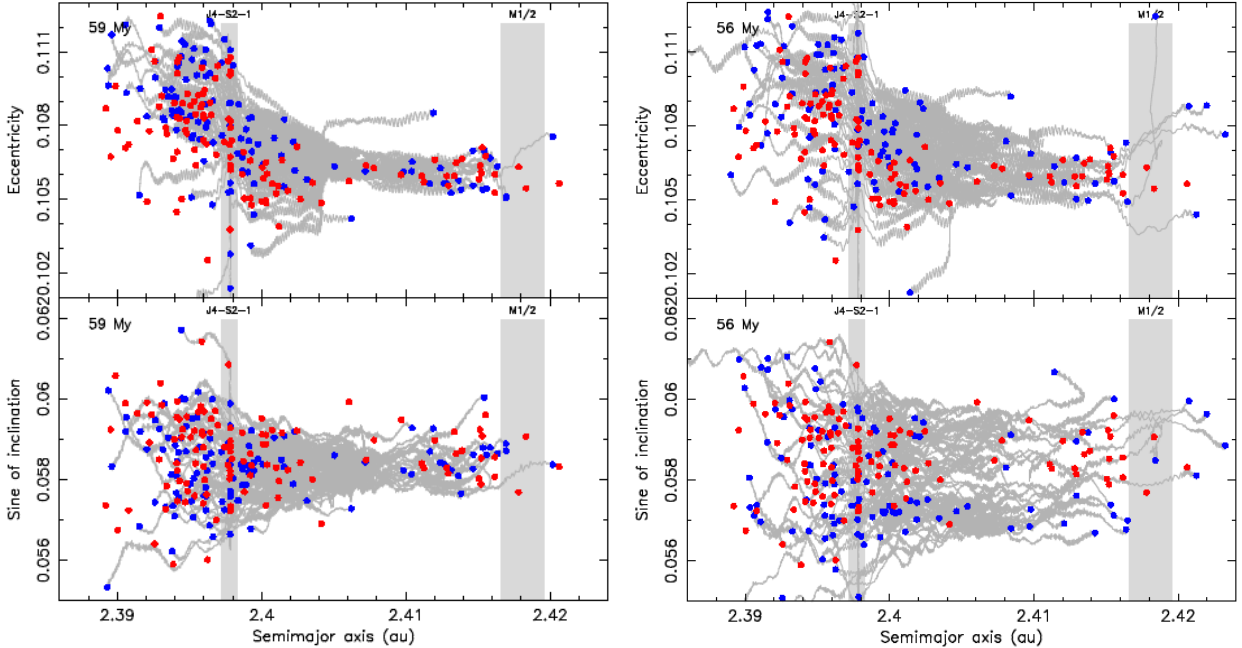 J4-S2-1 M1/2 J4-S2-1 M1/2
59 My 56 My
0.111 0.111
0.108 0.108
Eccentricity Eccentricity
0.105 0.105
0.102 0.102
J4-S2-1 M1/2 J4-S2-1 M1/2
59 My 56 My
0.062 0.062
0.06 0.06
Sine of inclination Sine of inclination
0.058 0.058
0.056 0.056
2.39 2.4 2.41 2.42 2.39 2.4 2.41 2.42
Semimajor axis (au) Semimajor axis (au)